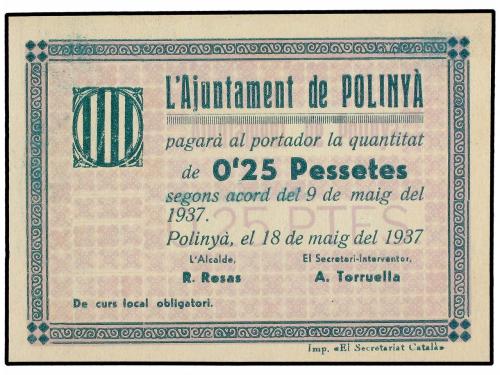 L'Ajuntament de POLINYÀ
pagarà al portador la quantitat
de 0'25 Pessetes
segons acord del 9 de maig del
1937.
25 PTES
Polinyà, el 18 de maig del 1937
L'Alcalde, El Secretari-Interventor,
R. Rosas A. Torruella
De curs local obligatori.
Imp. «El Secretariat Català»